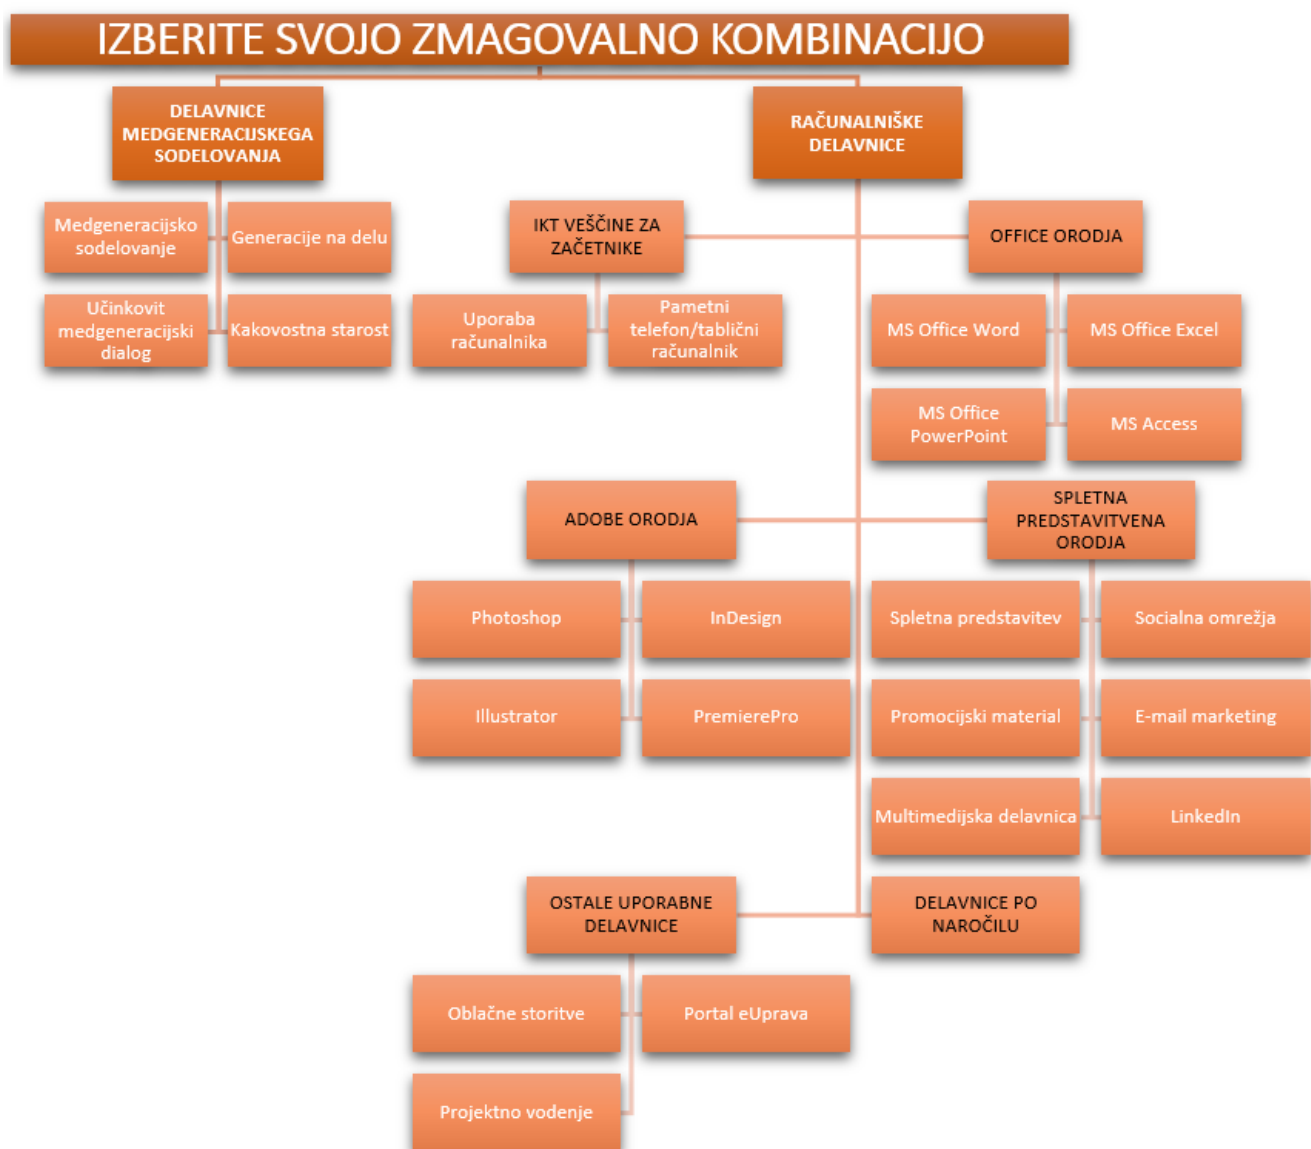 IZBERITE SVOJO ZMAGOVALNO KOMBINACIJO
DELAVNICE
MEDGENERACIJSKEGA
SODELOVANJA
RAČUNALNIŠKE
DELAVNICE
Medgeneracijsko
sodelovanje
Generacije na delu
Učinkovit
medgeneracijski
dialog
Kakovostna starost
IKT VEŠČINE ZA
ZAČETNIKE
OFFICE ORODJA
Uporaba
računalnika
Pametni
telefon/tablični
računalnik
MS Office Word
MS Office Excel
MS Office
PowerPoint
MS Access
ADOBE ORODJA
SPLETNA
PREDSTAVITVENA
ORODJA
Photoshop
InDesign
Illustrator
PremierePro
Spletna predstavitev
Socialna omrežja
Promocijski material
E-mail marketing
Multimedijska delavnica
LinkedIn
OSTALE UPORABNE
DELAVNICE
DELAVNICE PO
NAROČILU
Oblačne storitve
Portal eUprava
Projektno vodenje